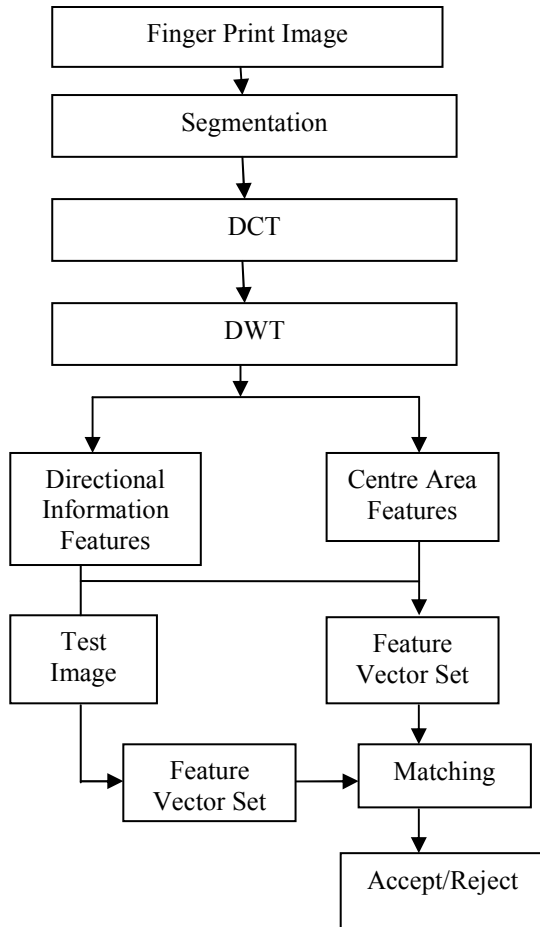 Finger Print Image
Segmentation
DCT
DWT
Directional
Information
Features
Centre Area
Features
Test
Image
Feature
Vector Set
Feature
Vector Set
Matching
Accept/Reject